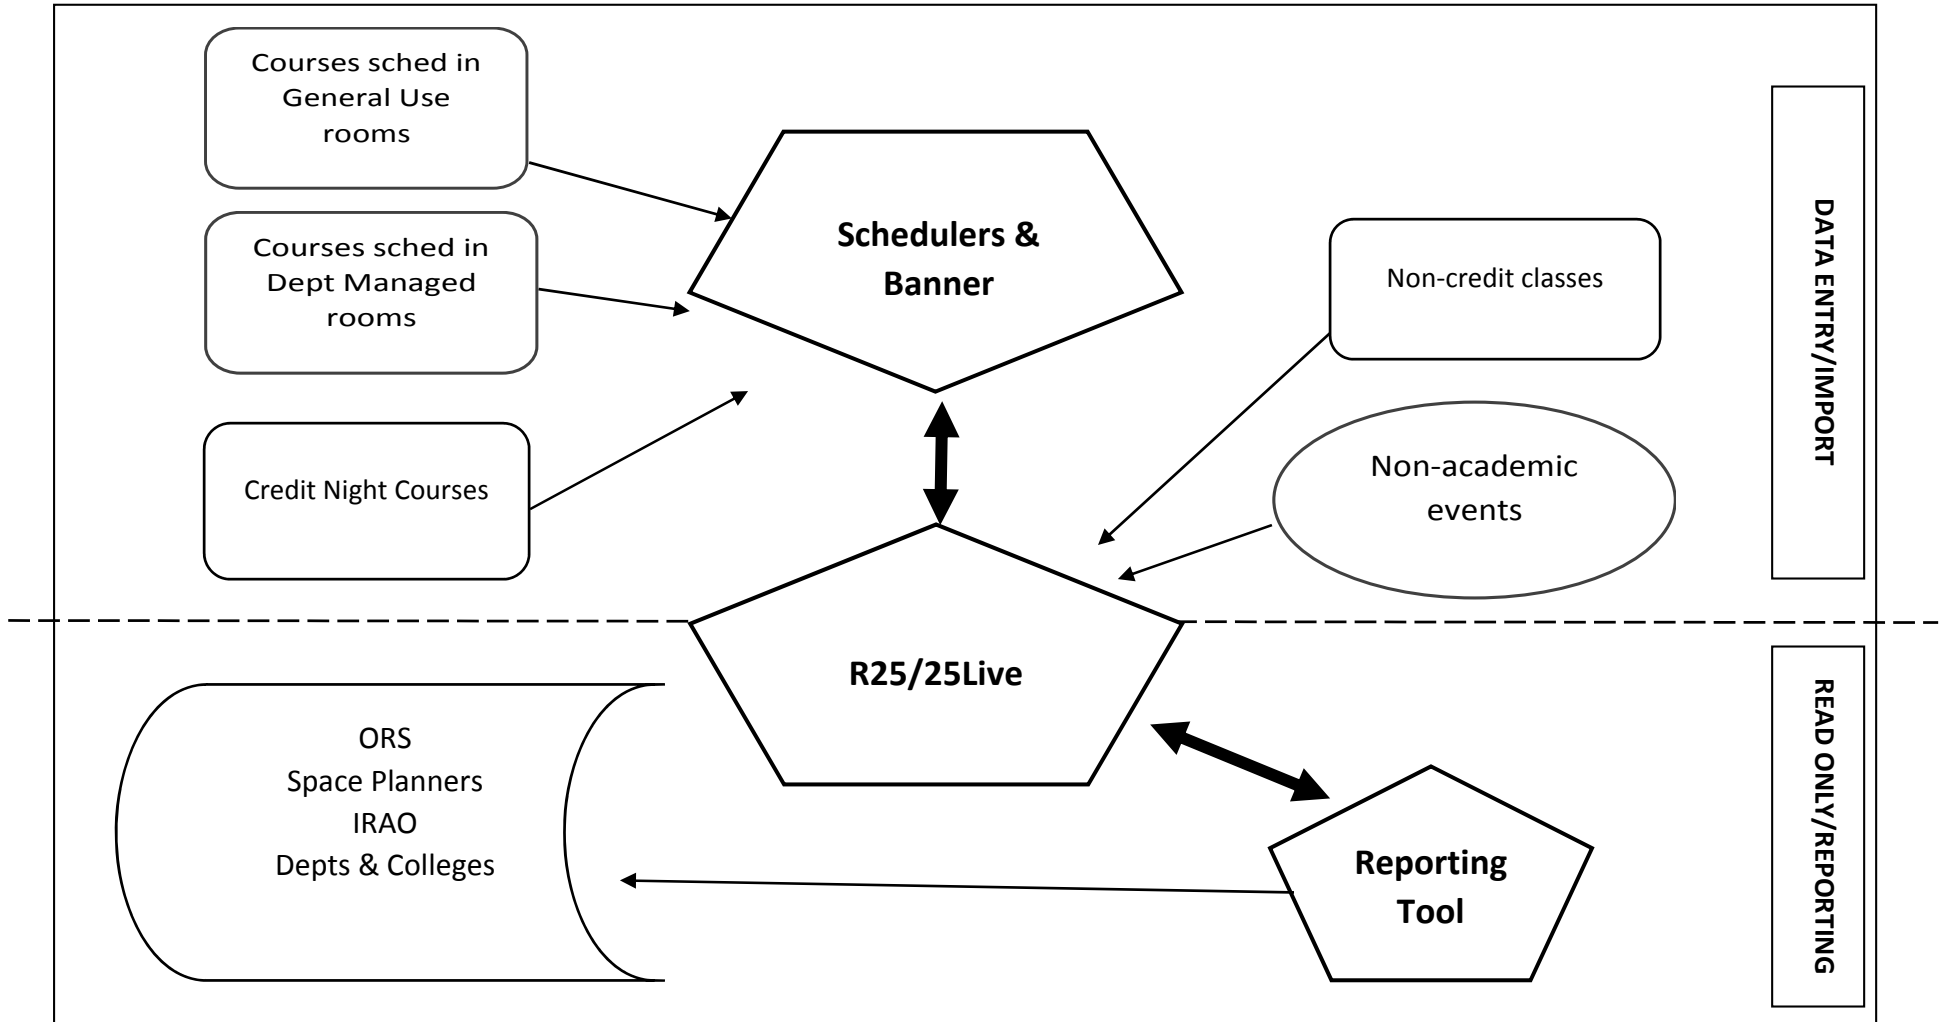 Courses sched in
General Use
rooms
Courses sched in
Dept Managed
rooms
Credit Night Courses
Schedulers &
Banner
Non-credit classes
Non-academic
events
DATA ENTRY/IMPORT
R25/25Live
ORS
Space Planners
IRAO
Depts & Colleges
Reporting
Tool
READ ONLY/REPORTING